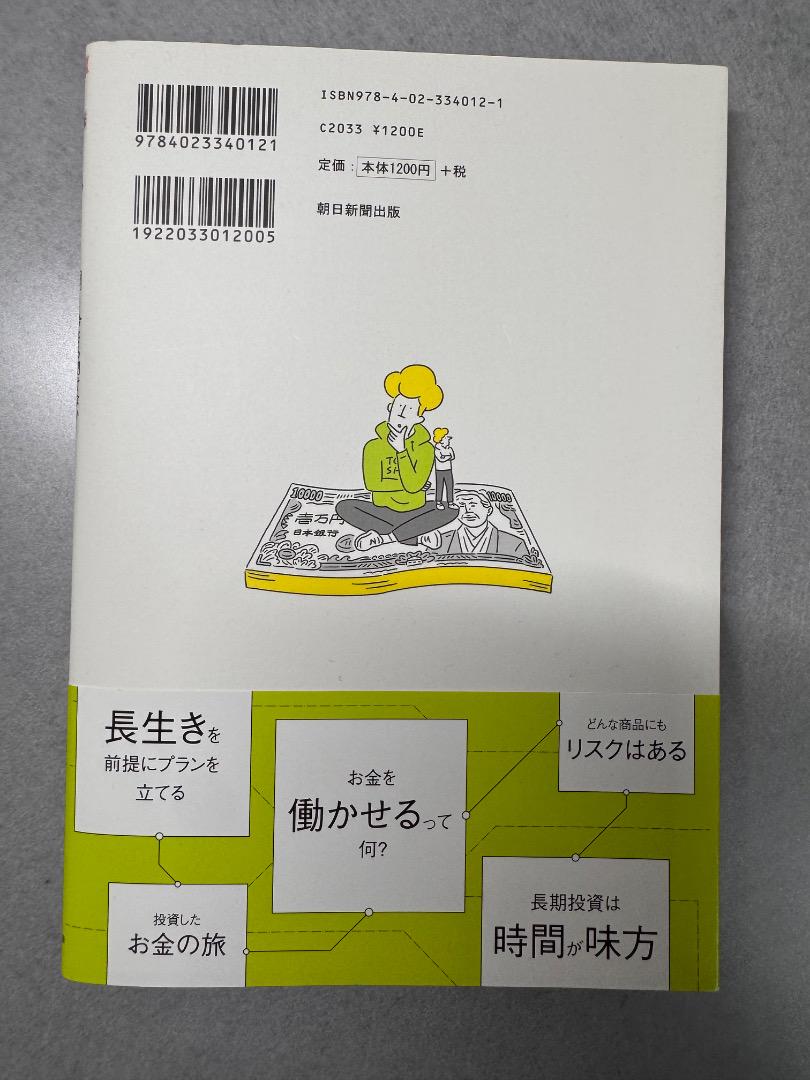 ISBN978-4-02-334012-1
9784023340121
C2033 ¥1200E
定価：本体1200円+税
1922033012005
朝日新聞出版
10000
10000
壱万円
日本銀行
長生きを
前提にプランを
立てる
お金を
働かせるって
何?
どんな商品にも
リスクはある
投資した
お金の旅
長期投資は
時間が味方